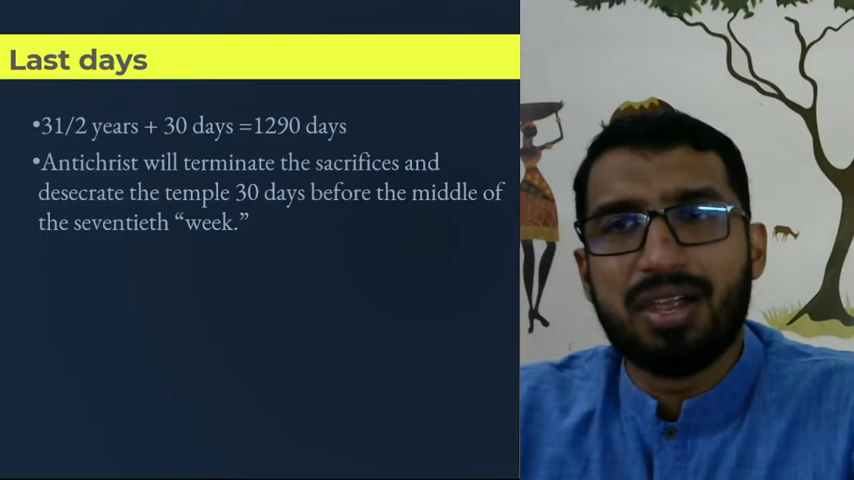 Last days
•31/2 years + 30 days =1290 days
•Antichrist will terminate the sacrifices and
desecrate the temple 30 days before the middle of
the seventieth “week.”